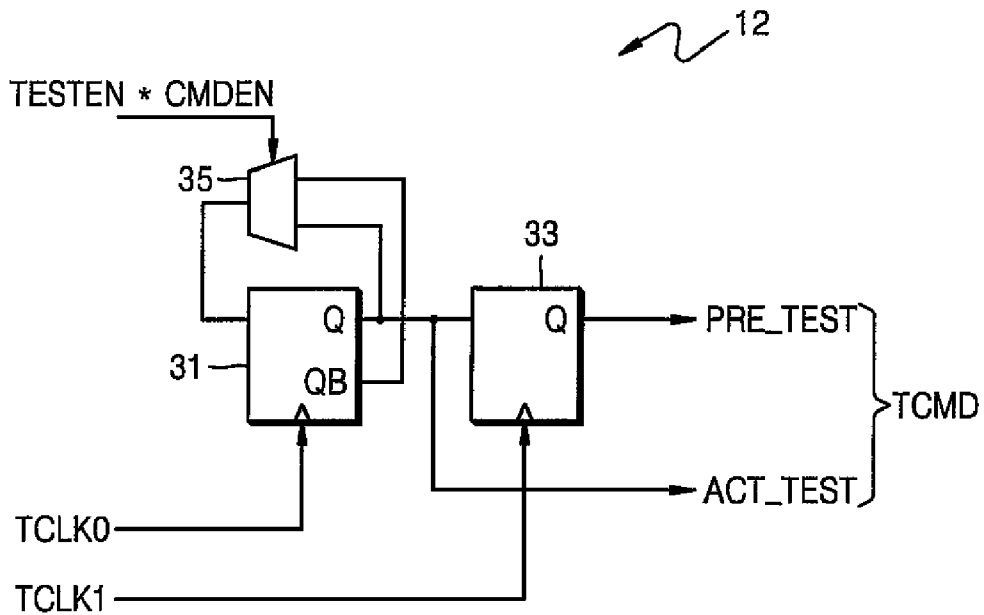 12
TESTEN * CMDEN
35
33
Q
Q
PRE_TEST
31
QB
TCMD
ACT_TEST
TCLK0
TCLK1